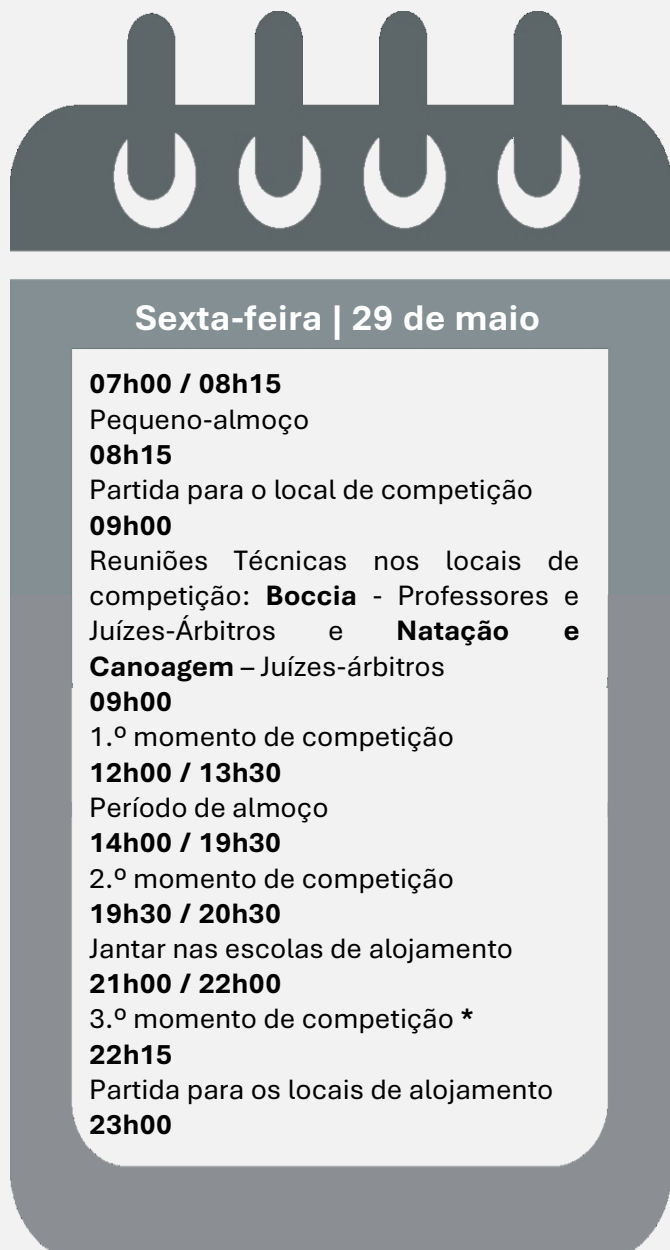 Sexta-feira | 29 de maio
07h00 / 08h15
Pequeno-almoço
08h15
Partida para o local de competição
09h00
Reuniões Técnicas nos locais de
competição: Boccia - Professores e
Juízes-Árbitros e Natação e
Canoagem – Juízes-árbitros
09h00
1.º momento de competição
12h00 / 13h30
Período de almoço
14h00 / 19h30
2.º momento de competição
19h30 / 20h30
Jantar nas escolas de alojamento
21h00 / 22h00
3.º momento de competição *
22h15
Partida para os locais de alojamento
23h00